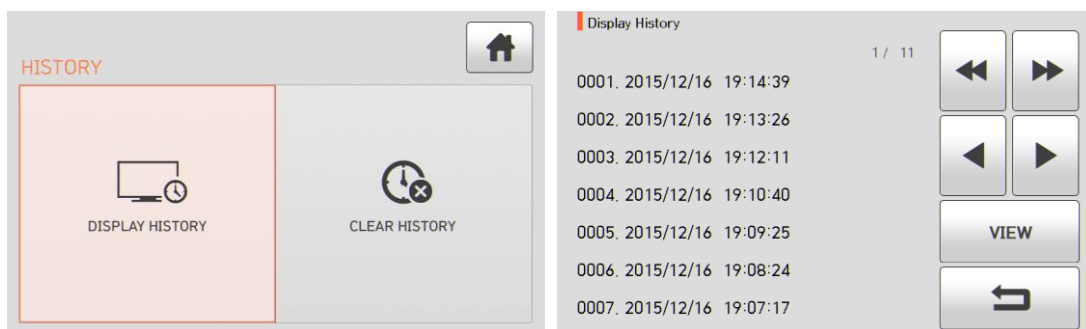 HISTORY
DISPLAY HISTORY
CLEAR HISTORY
Display History
1 / 11
0001. 2015/12/16 19:14:39
0002. 2015/12/16 19:13:26
0003. 2015/12/16 19:12:11
0004. 2015/12/16 19:10:40
0005. 2015/12/16 19:09:25
0006. 2015/12/16 19:08:24
0007. 2015/12/16 19:07:17
VIEW